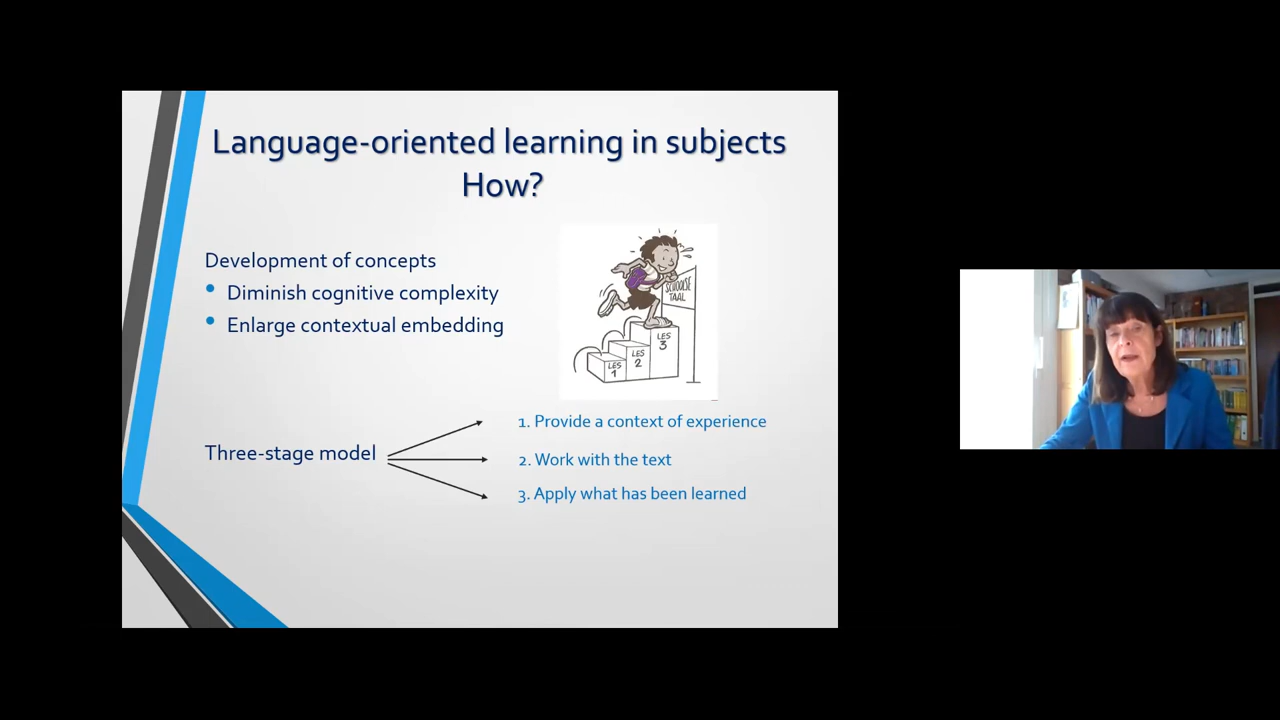 Language-oriented learning in subjects
How?
Development of concepts
• Diminish cognitive complexity
• Enlarge contextual embedding
SCHOOLSE
TAAL
LES
1
LES
2
LES
3
Three-stage model
1. Provide a context of experience
2. Work with the text
3. Apply what has been learned